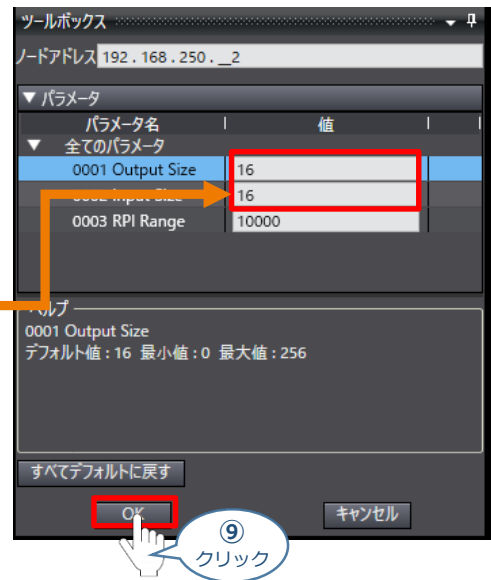 ツールボックス
ノードアドレス 192 . 168 . 250 . __2
▼ パラメータ
パラメータ名 値
▼ 全てのパラメータ
0001 Output Size 16
0002 Input Size 16
0003 RPI Range 10000
ヘルプ
0001 Output Size
デフォルト値 : 16 最小値 : 0 最大値 : 256
すべてデフォルトに戻す
OK キャンセル
⑨
クリック